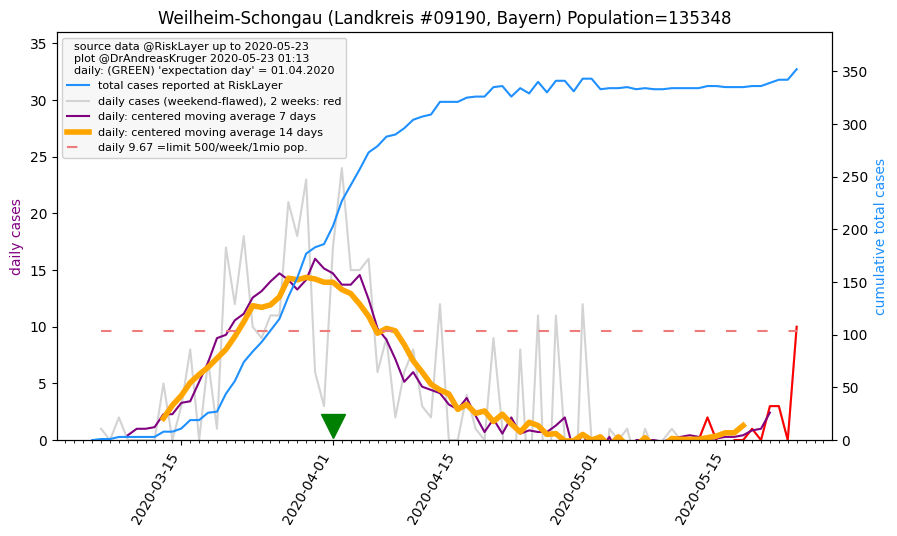 Weilheim-Schongau (Landkreis #09190, Bayern) Population=135348
source data @RiskLayer up to 2020-05-23
plot @DrAndreasKruger 2020-05-23 01:13
daily: (GREEN) 'expectation day' = 01.04.2020
total cases reported at RiskLayer
daily cases (weekend-flawed), 2 weeks: red
daily: centered moving average 7 days
daily: centered moving average 14 days
daily 9.67 =limit 500/week/1mio pop.
daily cases
35
30
25
20
15
10
5
0
cumulative total cases
350
300
250
200
150
100
50
0
2020-03-15
2020-04-01
2020-04-15
2020-05-01
2020-05-15